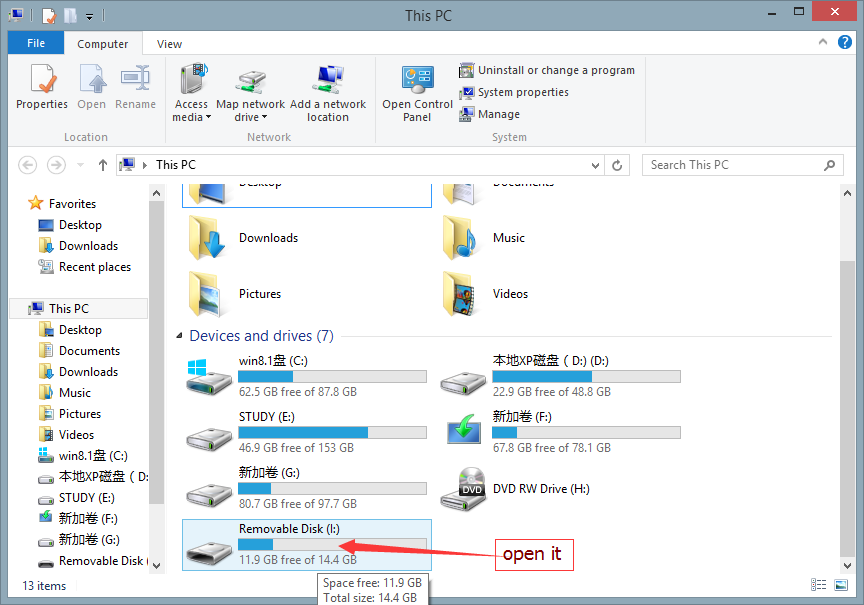 This PC
File
Computer
View
Properties
Open
Rename
Access media
Map network drive
Add a network location
Open Control Panel
Uninstall or change a program
System properties
Manage
Location
Network
System
This PC
Search This PC
Favorites
Desktop
Downloads
Recent places
This PC
Desktop
Documents
Downloads
Music
Pictures
Videos
win8.1盘 (C:)
本地XP磁盘（D:
STUDY (E:)
新加卷 (F:)
新加卷 (G:)
Removable Disk (
Desktop
Documents
Downloads
Music
Pictures
Videos
Devices and drives (7)
win8.1盘 (C:)
62.5 GB free of 87.8 GB
本地XP磁盘（D:) (D:)
22.9 GB free of 48.8 GB
STUDY (E:)
46.9 GB free of 153 GB
新加卷 (F:)
67.8 GB free of 78.1 GB
新加卷 (G:)
80.7 GB free of 97.7 GB
DVD
DVD RW Drive (H:)
Removable Disk (I:)
11.9 GB free of 14.4 GB
open it
Space free: 11.9 GB
Total size: 14.4 GB
13 items